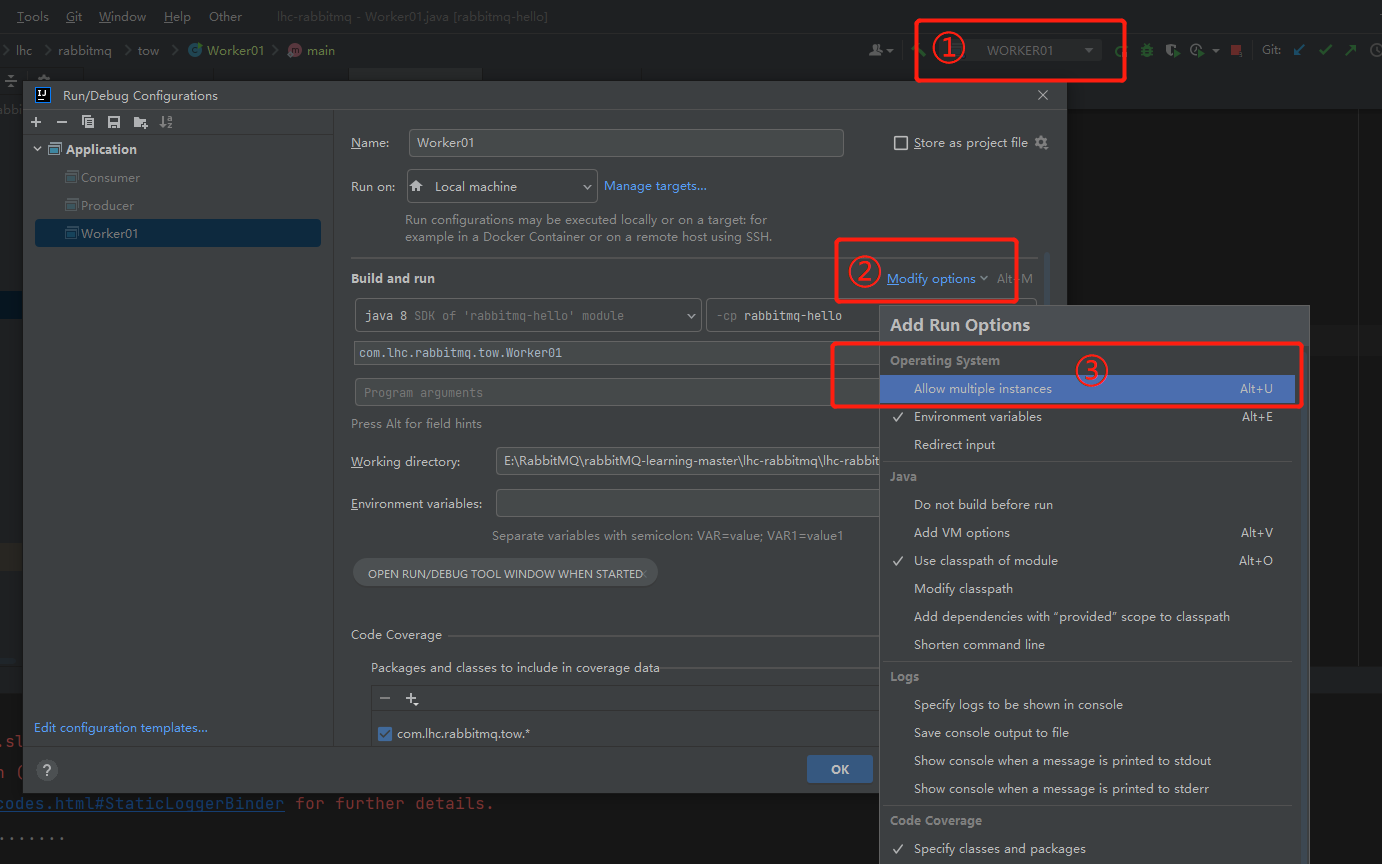 Tools Git Window Help Other lhc-rabbitmq - Worker01.java [rabbitmq-hello]
lhc rabbitmq tow Worker01 m main ① WORKER01 Git:
Run/Debug Configurations
Application
Consumer
Producer
Worker01
Edit configuration templates...
Name: Worker01 Store as project file
Run on: Local machine Manage targets...
Run configurations may be executed locally or on a target: for
example in a Docker Container or on a remote host using SSH.
Build and run ② Modify options Alt+M
java 8 SDK of 'rabbitmq-hello' module -cp rabbitmq-hello
com.lhc.rabbitmq.tow.Worker01
Program arguments
Press Alt for field hints
Working directory: E:\RabbitMQ\rabbitMQ-learning-master\lhc-rabbitmq\lhc-rabbit
Environment variables:
Separate variables with semicolon: VAR=value; VAR1=value1
OPEN RUN/DEBUG TOOL WINDOW WHEN STARTED
Code Coverage
Packages and classes to include in coverage data
com.lhc.rabbitmq.tow.*
? OK
Add Run Options
Operating System ③
Allow multiple instances Alt+U
Environment variables Alt+E
Redirect input
Java
Do not build before run
Add VM options Alt+V
Use classpath of module Alt+O
Modify classpath
Add dependencies with “provided” scope to classpath
Shorten command line
Logs
Specify logs to be shown in console
Save console output to file
Show console when a message is printed to stdout
Show console when a message is printed to stderr
Code Coverage
Specify classes and packages
.sl
n (
codes.html#StaticLoggerBinder for further details.
.......